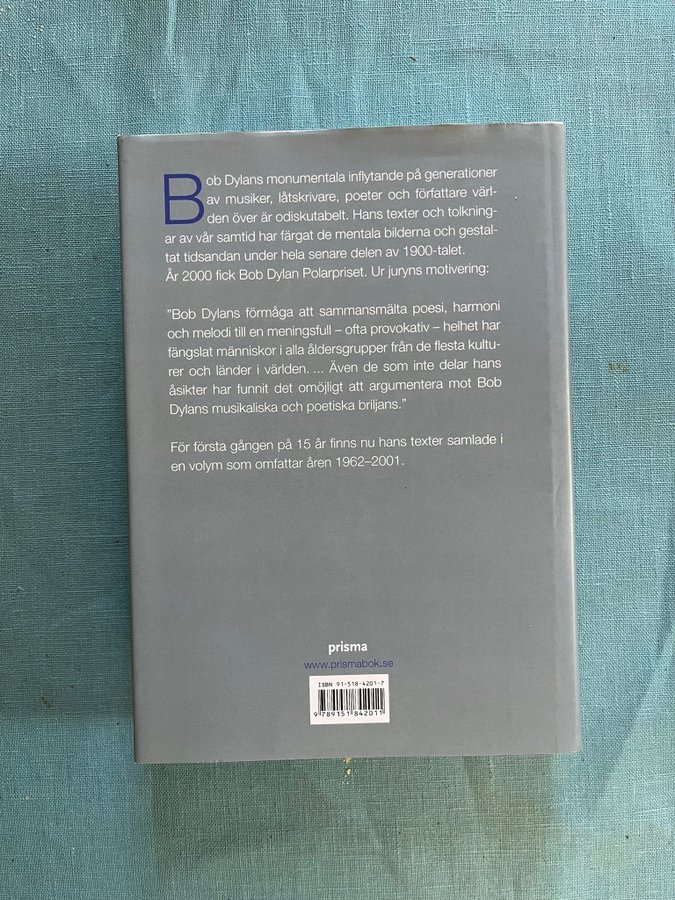 Bob Dylans monumentala inflytande på generationer
av musiker, låtskrivare, poeter och författare värl-
den över är odiskutabelt. Hans texter och tolkning-
ar av vår samtid har färgat de mentala bilderna och gestal-
tat tidsandan under hela senare delen av 1900-talet.
År 2000 fick Bob Dylan Polarpriset. Ur juryns motivering:
”Bob Dylans förmåga att sammansmälta poesi, harmoni
och melodi till en meningsfull – ofta provokativ – helhet har
fängslat människor i alla åldersgrupper från de flesta kultu-
rer och länder i världen. ... Även de som inte delar hans
åsikter har funnit det omöjligt att argumentera mot Bob
Dylans musikaliska och poetiska briljans.”
För första gången på 15 år finns nu hans texter samlade i
en volym som omfattar åren 1962–2001.
prisma
www.prismabok.se
ISBN 91-518-4201-7
9 789151 842011